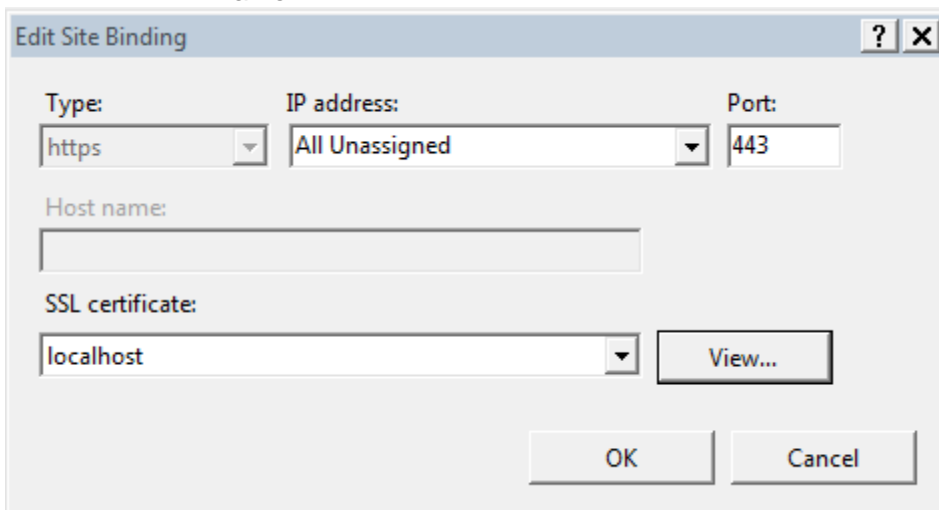 Edit Site Binding
Type: IP address: Port:
https All Unassigned 443
Host name:
SSL certificate:
localhost View...
OK Cancel